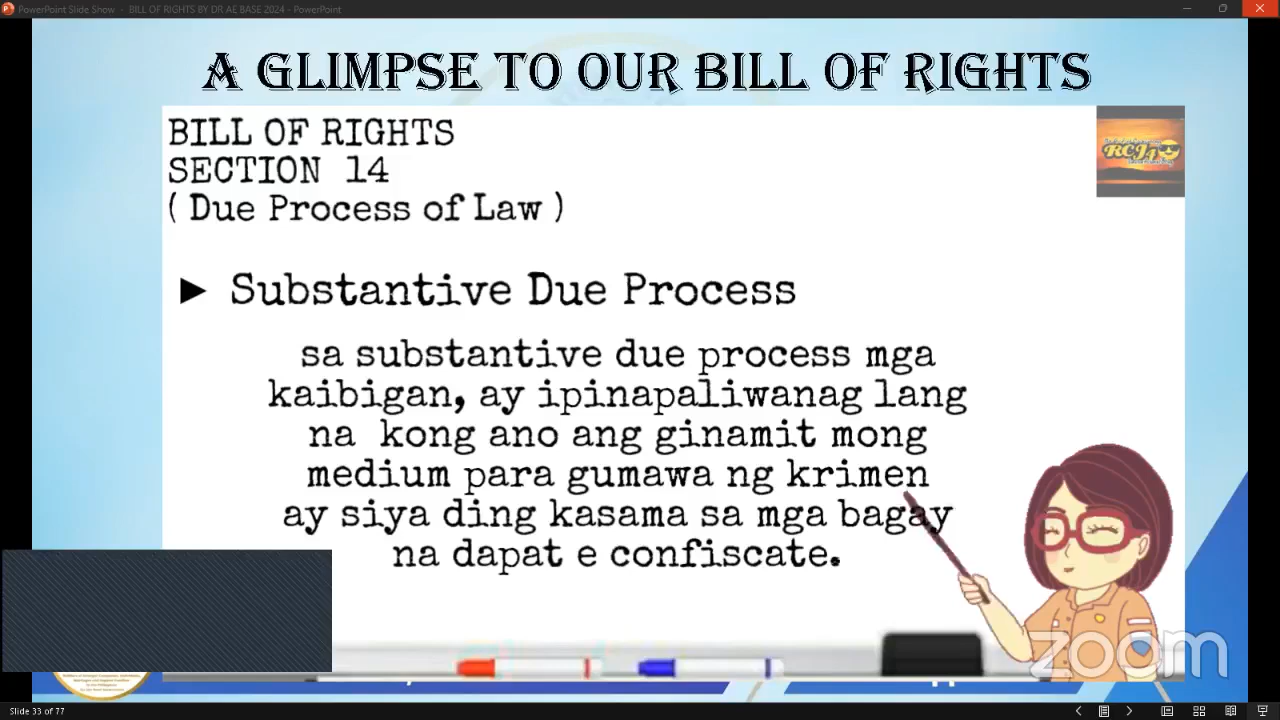 PowerPoint Slide Show - BILL OF RIGHTS BY DR AE BASE 2024 - PowerPoint
A GLIMPSE TO OUR BILL OF RIGHTS
BILL OF RIGHTS
SECTION 14
( Due Process of Law )
RCJ4
► Substantive Due Process
sa substantive due process mga
kaibigan, ay ipinapaliwanag lang
na kong ano ang ginamit mong
medium para gumawa ng krimen
ay siya ding kasama sa mga bagay
na dapat e confiscate.
zoom
Slide 33 of 77